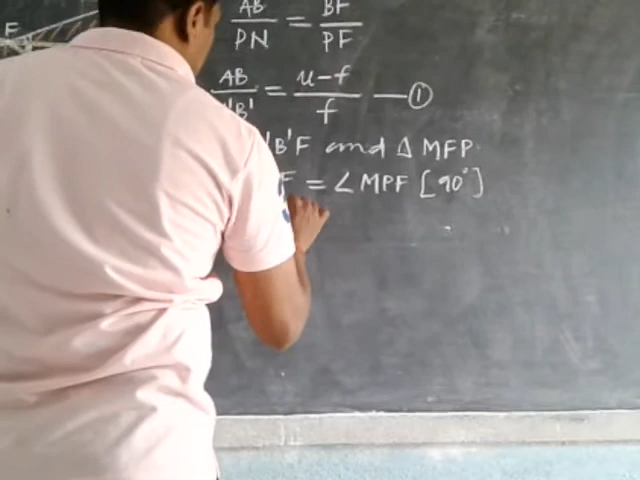 F
AB/PN = BF/PF
AB/'B' = u-f/f — ①
'B'F and Δ MFP.
F = ∠MPF [90°]